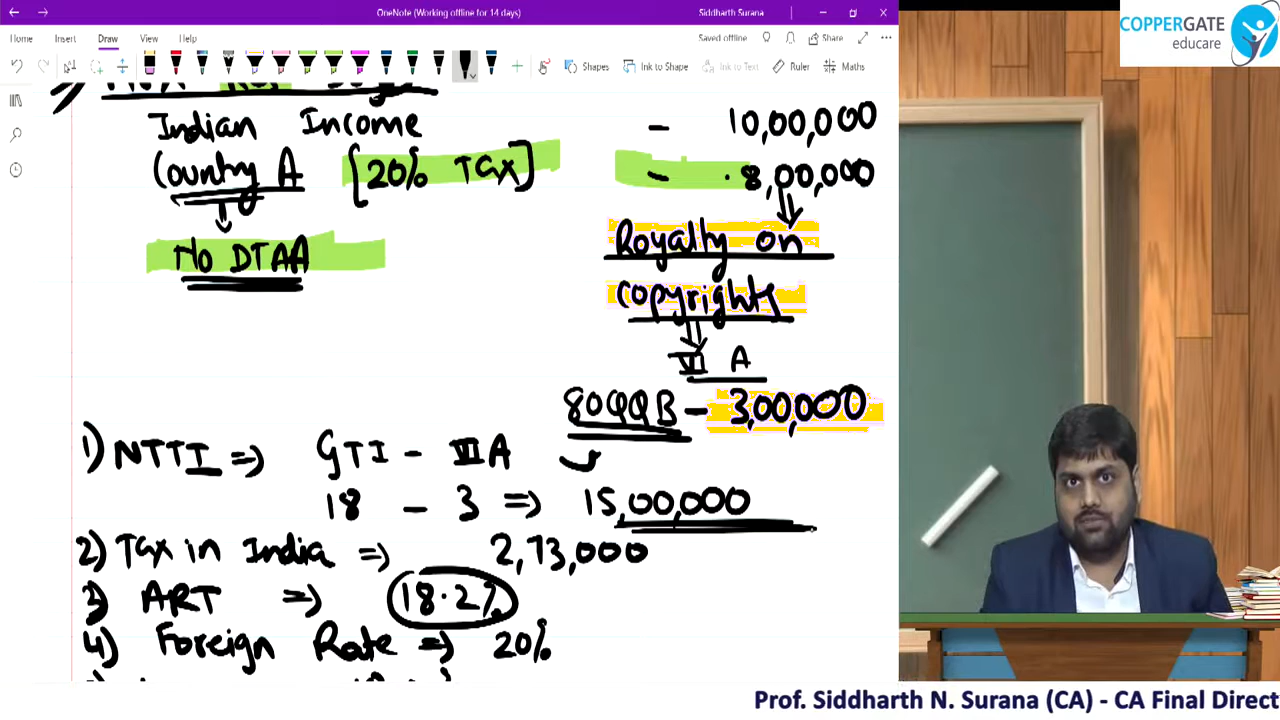 OneNote (Working offline for 14 days)
Siddharth Surana
Home Insert Draw View Help
Saved offline Share
Shapes Ink to Shape Ink to Text Ruler Maths
COPPERGATE
educare
Indian Income - 10,00,000
Country A [20% Tax] - 8,00,000
No DTAA
Royalty on
copyrights
VI A
80QQB - 3,00,000
1) NTTI => GTI - VIA
18 - 3 => 15,00,000
2) Tax in India => 2,73,000
3) ART => 18.2%
4) Foreign Rate => 20%
Prof. Siddharth N. Surana (CA) - CA Final Direct